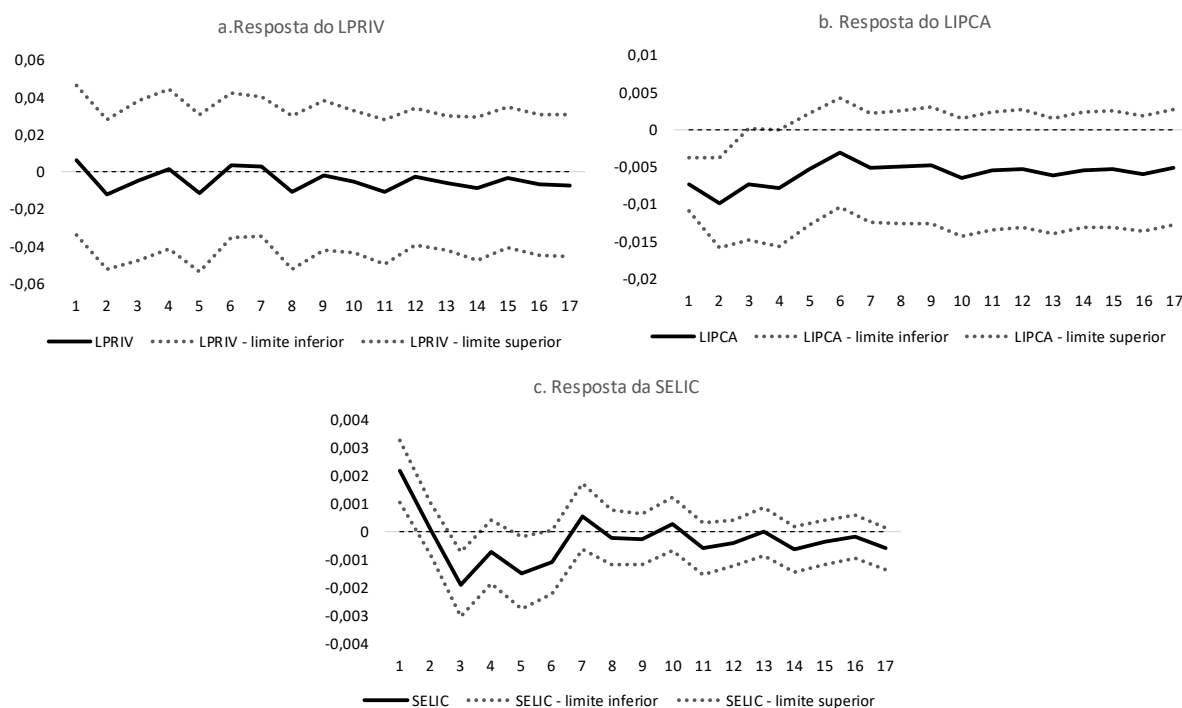 a.Resposta do LPRIV
0,06
0,04
0,02
0
-0,02
-0,04
-0,06
1 2 3 4 5 6 7 8 9 10 11 12 13 14 15 16 17
LPRIV LPRIV - limite inferior LPRIV - limite superior
b. Resposta do LIPCA
0,01
0,005
0
-0,005
-0,01
-0,015
-0,02
1 2 3 4 5 6 7 8 9 10 11 12 13 14 15 16 17
LIPCA LIPCA - limite inferior LIPCA - limite superior
c. Resposta da SELIC
0,004
0,003
0,002
0,001
0
-0,001
-0,002
-0,003
-0,004
1 2 3 4 5 6 7 8 9 10 11 12 13 14 15 16 17
SELIC SELIC - limite inferior SELIC - limite superior